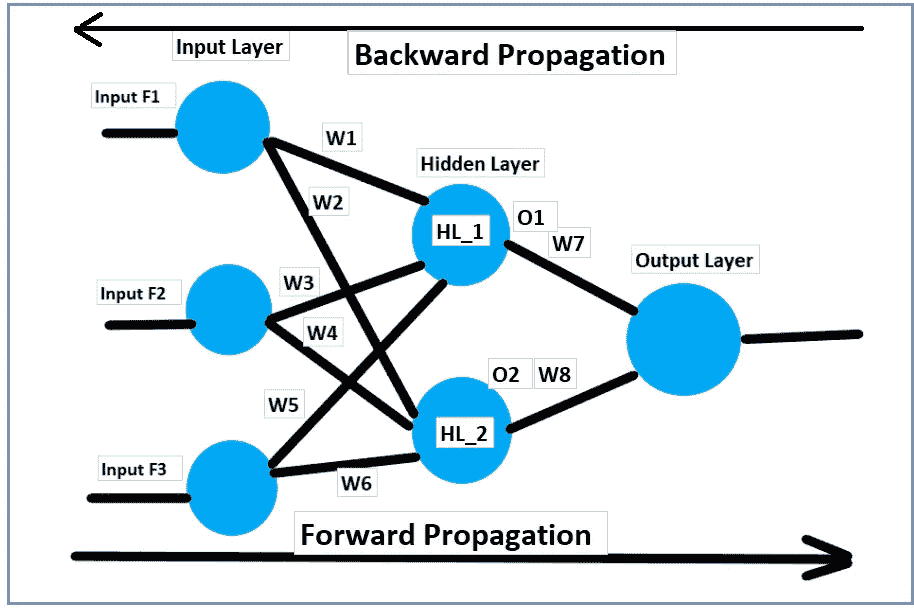 Input Layer
Backward Propagation
Input F1
W1
Hidden Layer
W2
O1
HL_1
W7
Output Layer
W3
Input F2
W4
O2
W8
W5
HL_2
Input F3
W6
Forward Propagation